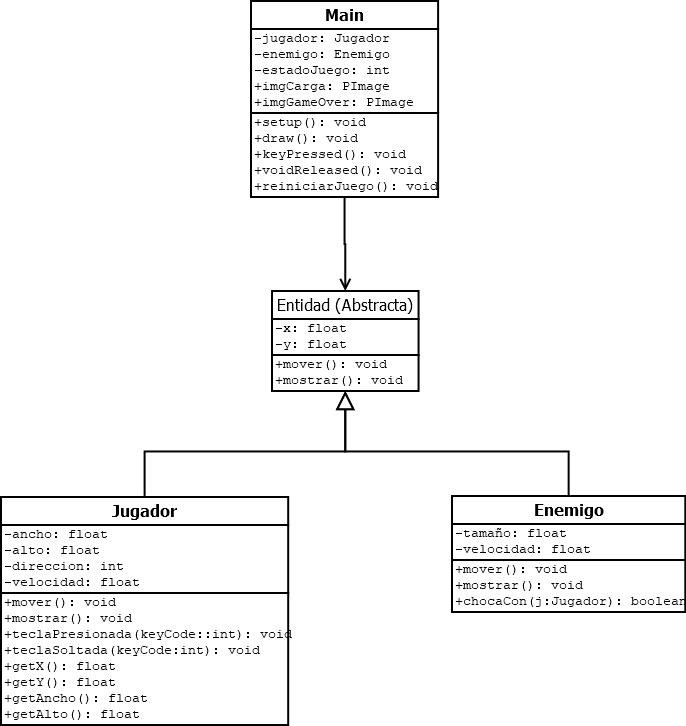 Main
-jugador: Jugador
-enemigo: Enemigo
-estadoJuego: int
+imgCarga: PImage
+imgGameOver: PImage
+setup(): void
+draw(): void
+keyPressed(): void
+voidReleased(): void
+reiniciarJuego(): void
Entidad (Abstracta)
-x: float
-y: float
+mover(): void
+mostrar(): void
Jugador
-ancho: float
-alto: float
-direccion: int
-velocidad: float
+mover(): void
+mostrar(): void
+teclaPresionada(keyCode::int): void
+teclaSoltada(keyCode:int): void
+getX(): float
+getY(): float
+getAncho(): float
+getAlto(): float
Enemigo
-tamaño: float
-velocidad: float
+mover(): void
+mostrar(): void
+chocaCon(j:Jugador): boolean